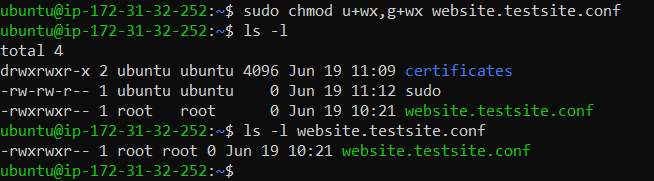 ubuntu@ip-172-31-32-252:~$ sudo chmod u+wx,g+wx website.testsite.conf
ubuntu@ip-172-31-32-252:~$ ls -l
total 4
drwxrwxr-x 2 ubuntu ubuntu 4096 Jun 19 11:09 certificates
-rw-rw-r-- 1 ubuntu ubuntu    0 Jun 19 11:12 sudo
-rwxrwxr-- 1 root   root      0 Jun 19 10:21 website.testsite.conf
ubuntu@ip-172-31-32-252:~$ ls -l website.testsite.conf
-rwxrwxr-- 1 root root 0 Jun 19 10:21 website.testsite.conf
ubuntu@ip-172-31-32-252:~$